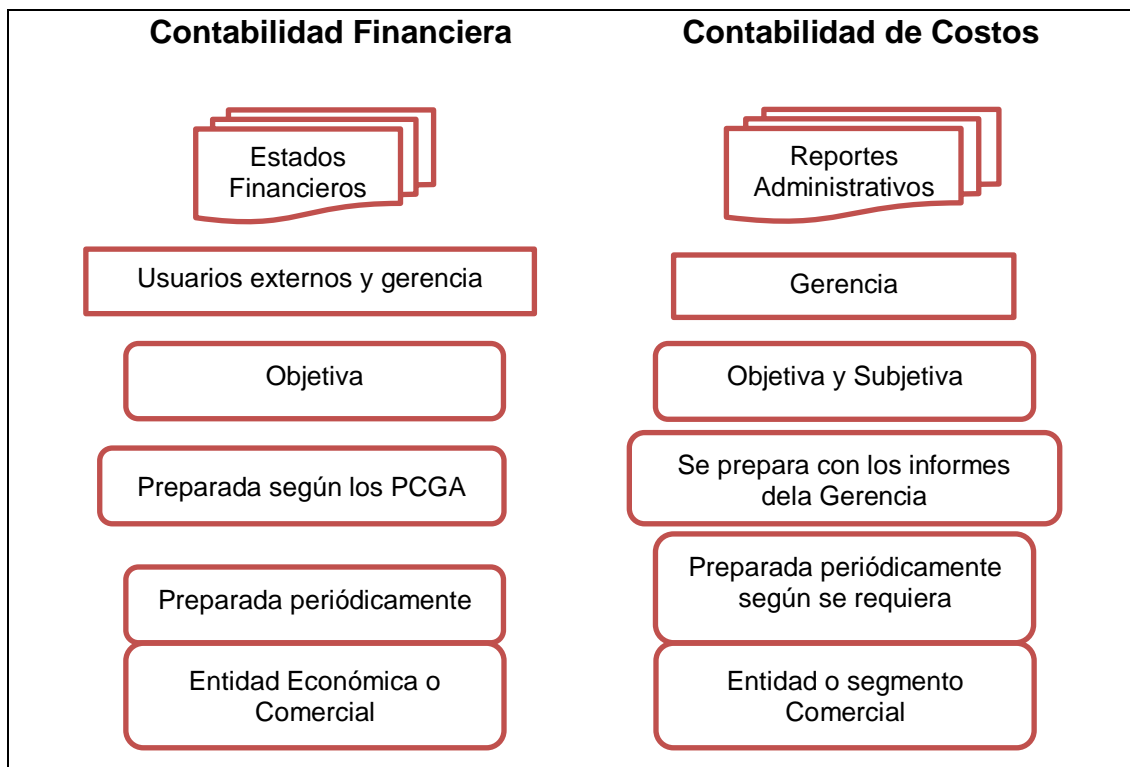 Contabilidad Financiera
Estados
Financieros
Usuarios externos y gerencia
Objetiva
Preparada según los PCGA
Preparada periódicamente
Entidad Económica o
Comercial
Contabilidad de Costos
Reportes
Administrativos
Gerencia
Objetiva y Subjetiva
Se prepara con los informes
dela Gerencia
Preparada periódicamente
según se requiera
Entidad o segmento
Comercial